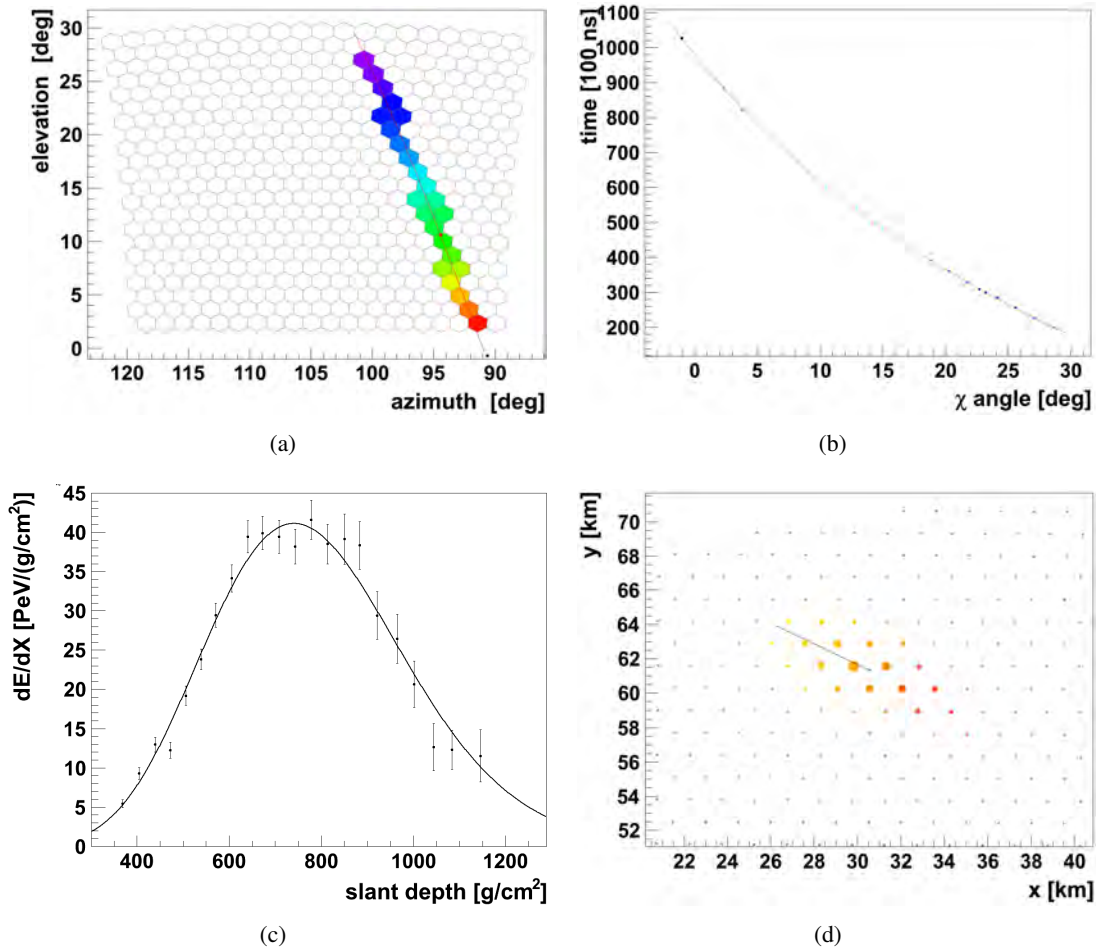 elevation [deg]
30
25
20
15
10
5
0
120 115 110 105 100 95 90
azimuth [deg]
(a)
time [100 ns]
1100
1000
900
800
700
600
500
400
300
200
0 5 10 15 20 25 30
χ angle [deg]
(b)
dE/dX [PeV/(g/cm²)]
45
40
35
30
25
20
15
10
5
0
400 600 800 1000 1200
slant depth [g/cm²]
(c)
y [km]
70
68
66
64
62
60
58
56
54
52
22 24 26 28 30 32 34 36 38 40
x [km]
(d)